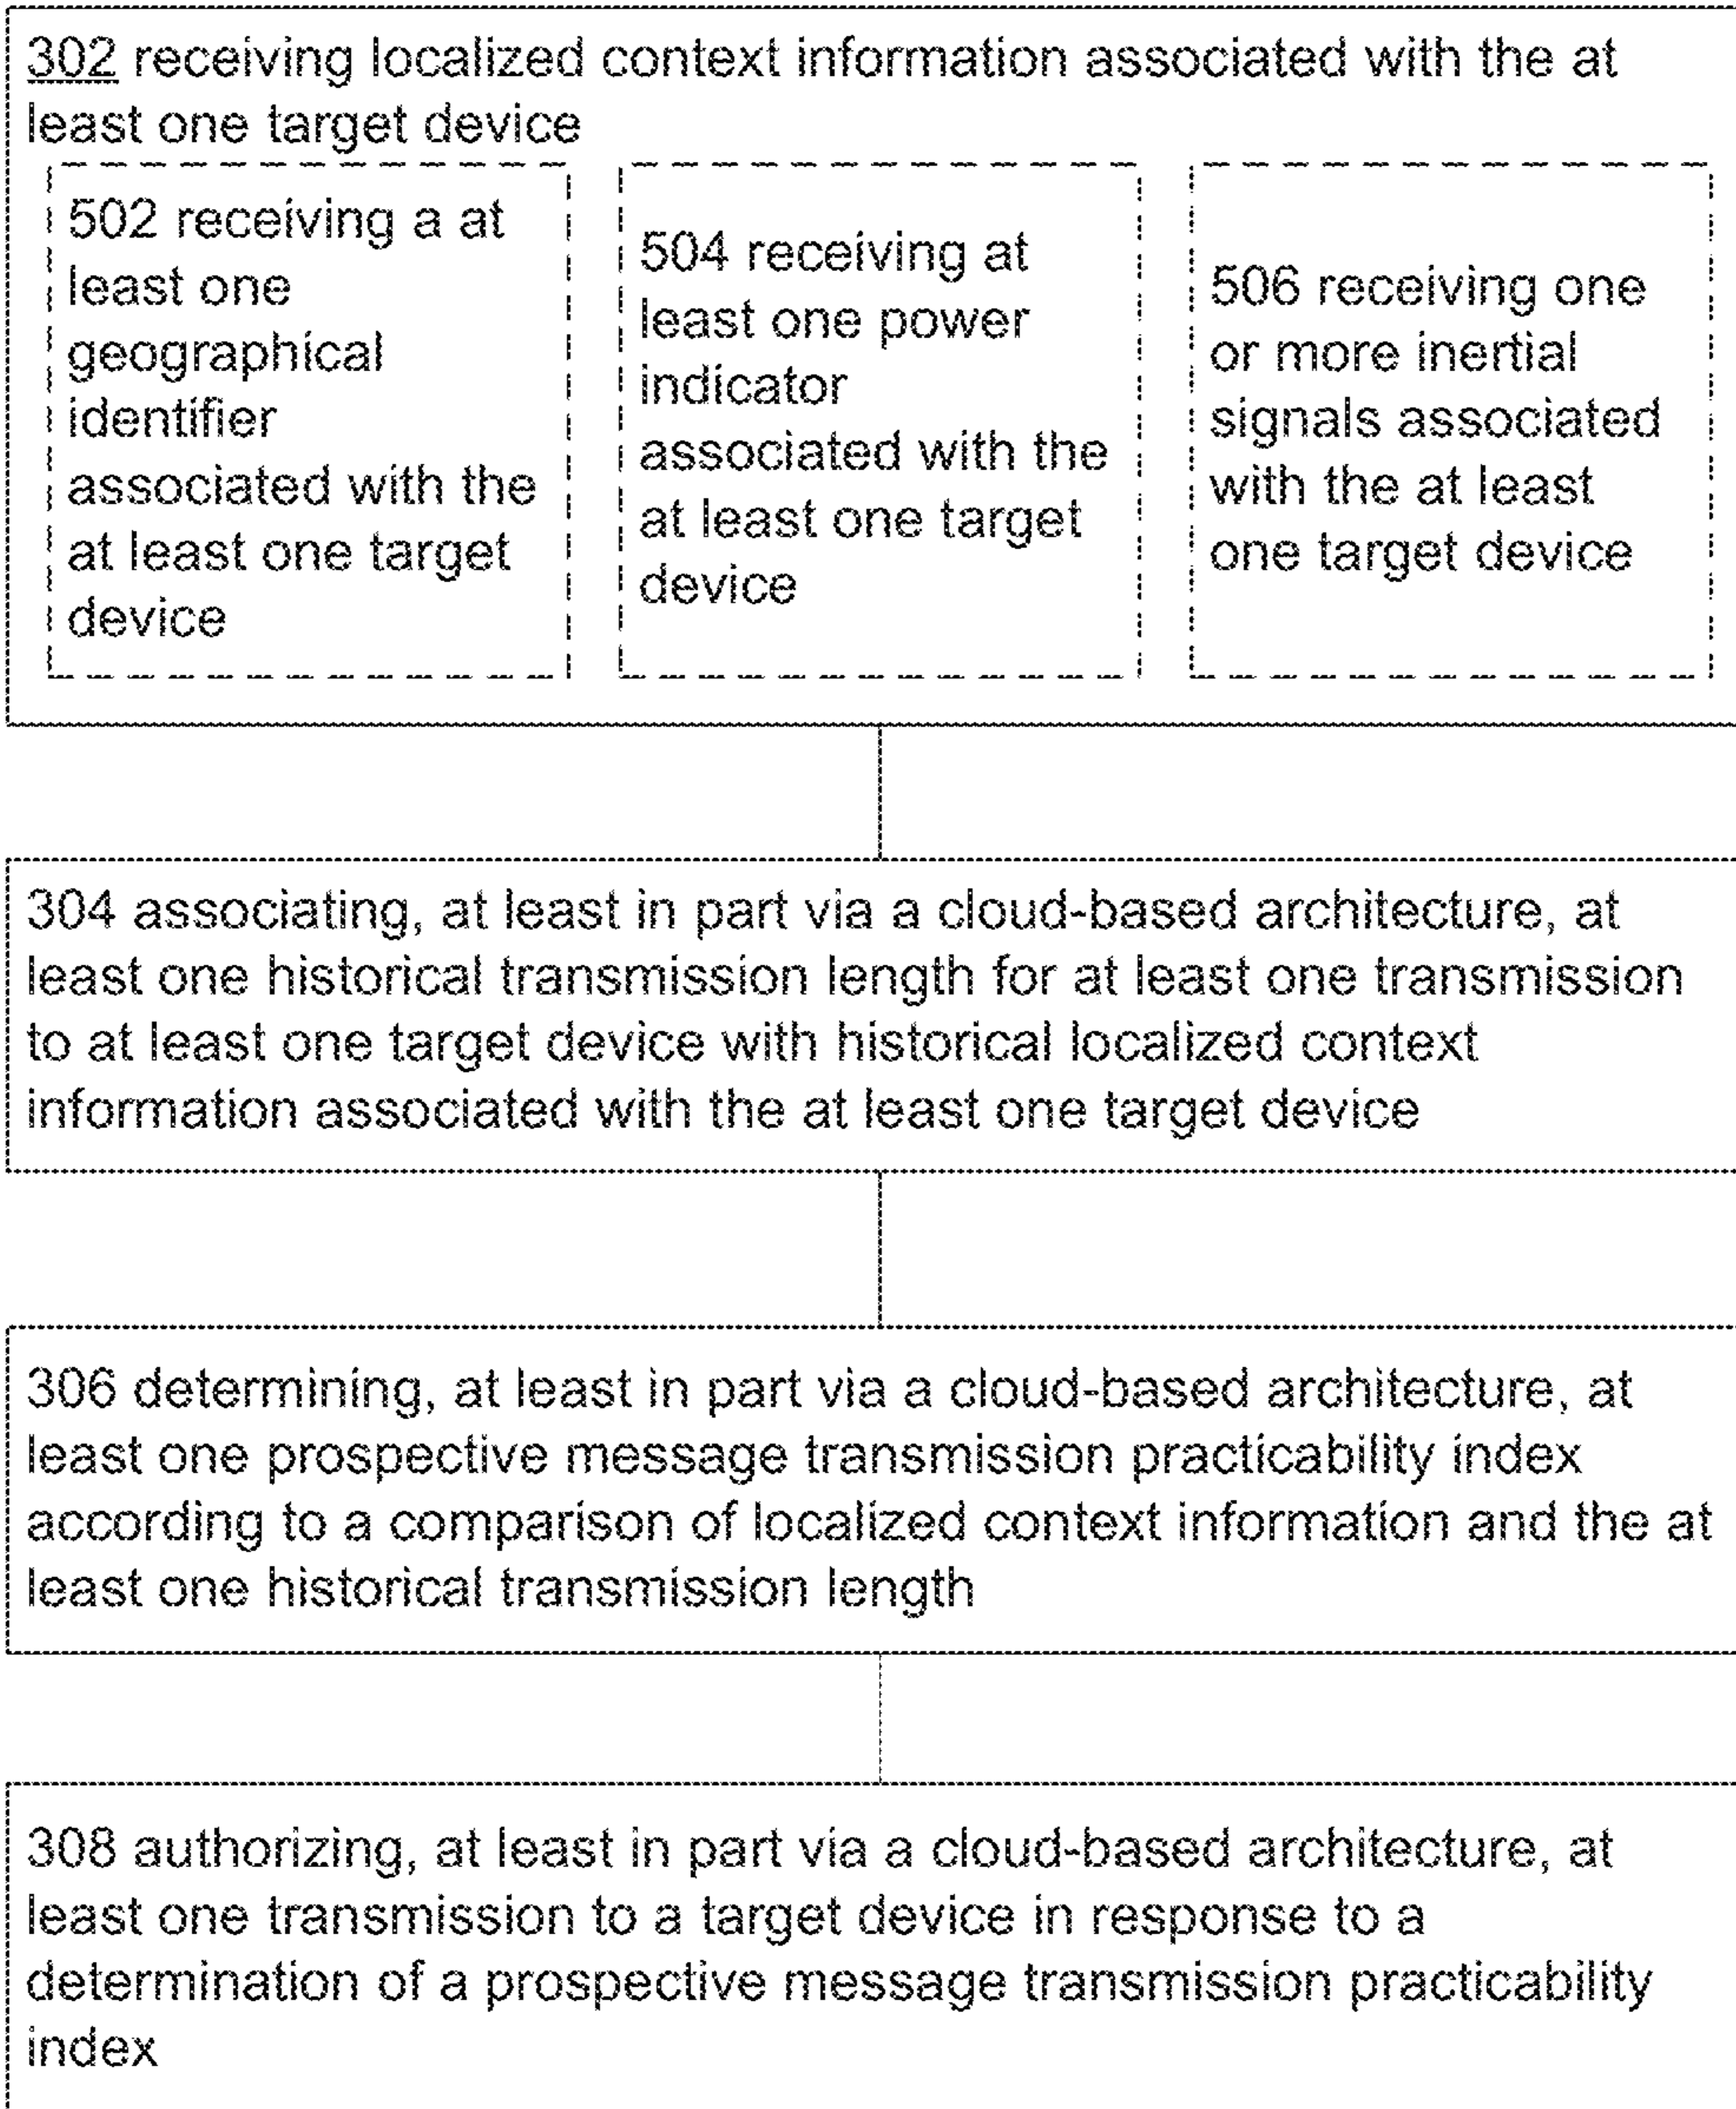 302 receiving localized context information associated with the at
least one target device
502 receiving a at
least one
geographical
identifier
associated with the
at least one target
device
504 receiving at
least one power
indicator
associated with the
at least one target
device
506 receiving one
or more inertial
signals associated
with the at least
one target device
304 associating, at least in part via a cloud-based architecture, at
least one historical transmission length for at least one transmission
to at least one target device with historical localized context
information associated with the at least one target device
306 determining, at least in part via a cloud-based architecture, at
least one prospective message transmission practicability index
according to a comparison of localized context information and the at
least one historical transmission length
308 authorizing, at least in part via a cloud-based architecture, at
least one transmission to a target device in response to a
determination of a prospective message transmission practicability
index